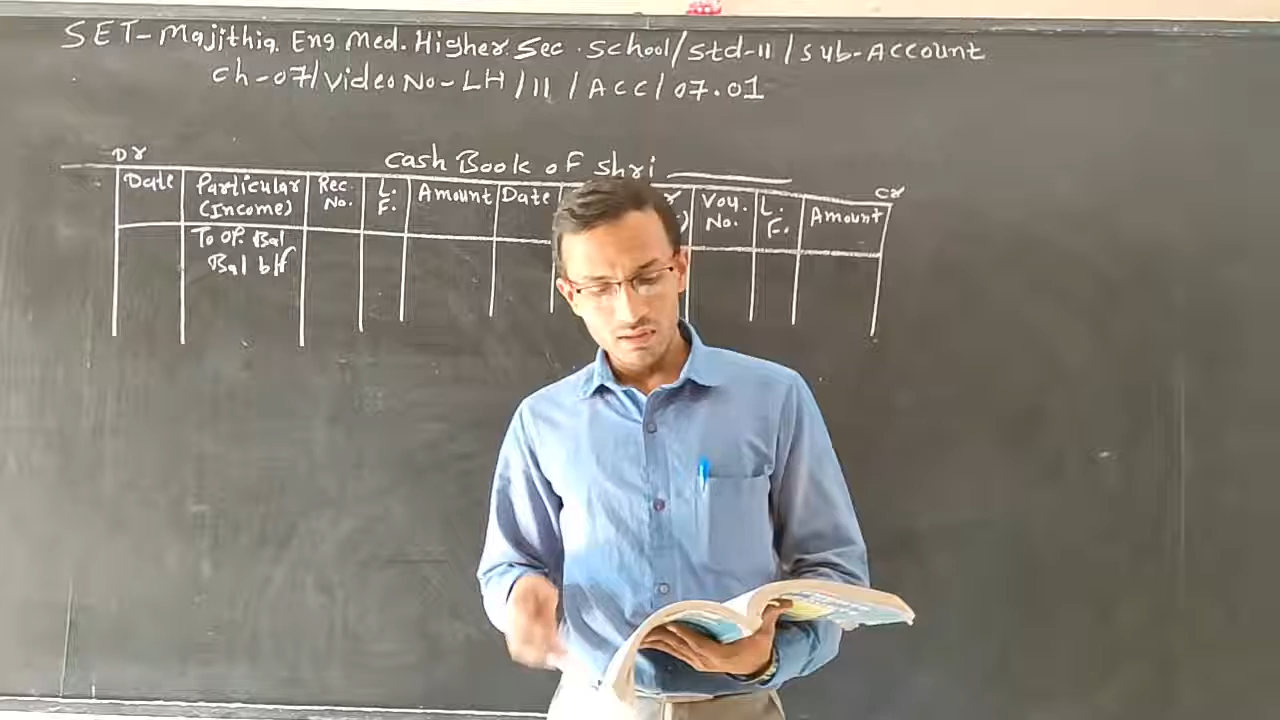 SET-Majithia Eng Med. Higher Sec. School/Std-11/Sub-Account
Ch-07/Video No-LH/11/ACC/07.01
Dr
Cash Book of Shri
Cr
Date Particular (Income) Rec. No. L. F. Amount Date Vou. No. L. F. Amount
To Op. Bal
Bal b/f